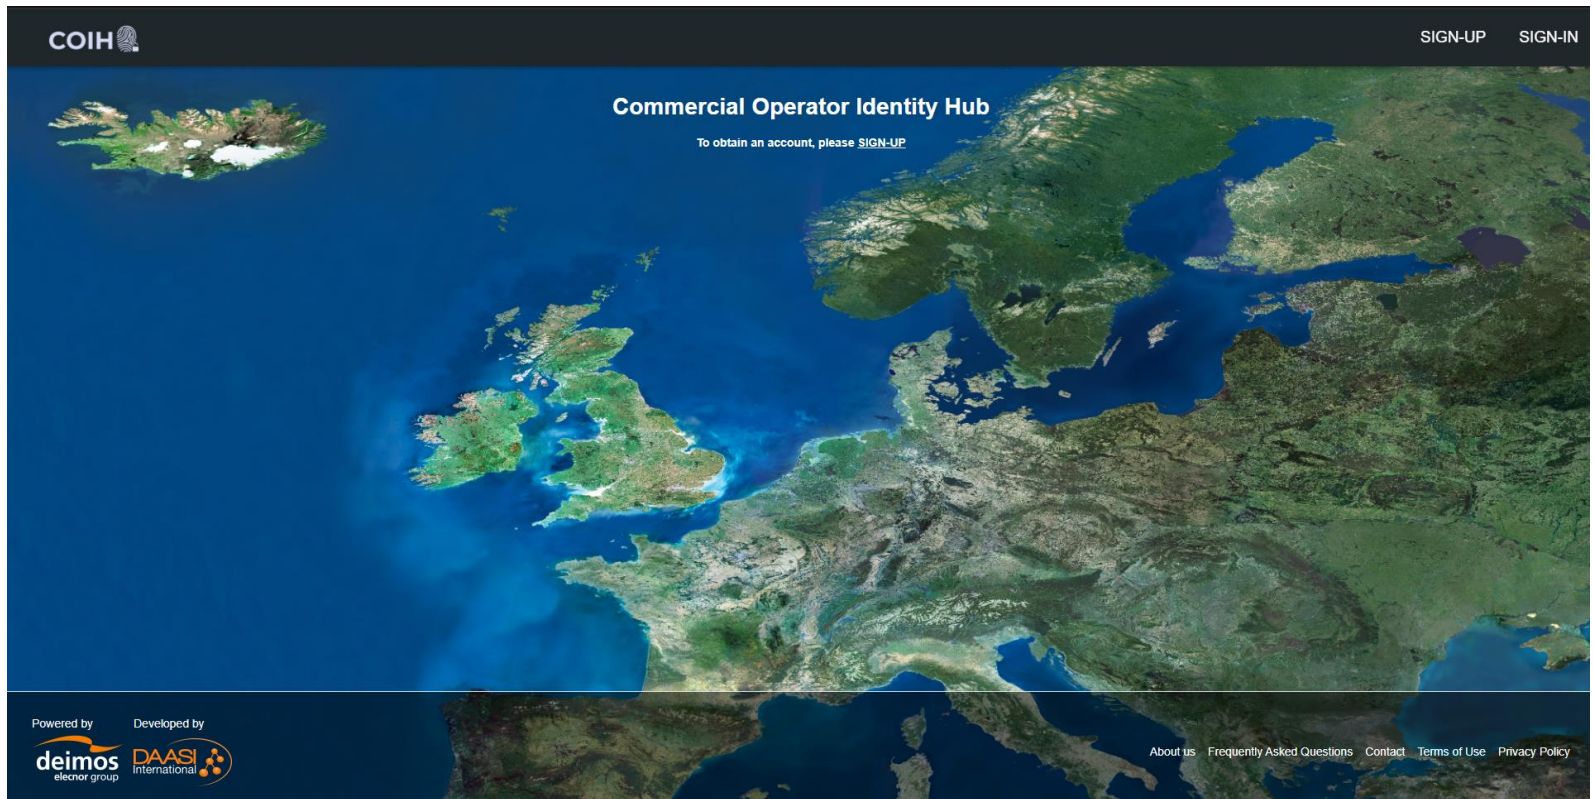 COIH
SIGN-UP SIGN-IN
Commercial Operator Identity Hub
To obtain an account, please SIGN-UP
Powered by Developed by
deimos
elecnor group
DAASI
International
About us Frequently Asked Questions Contact Terms of Use Privacy Policy